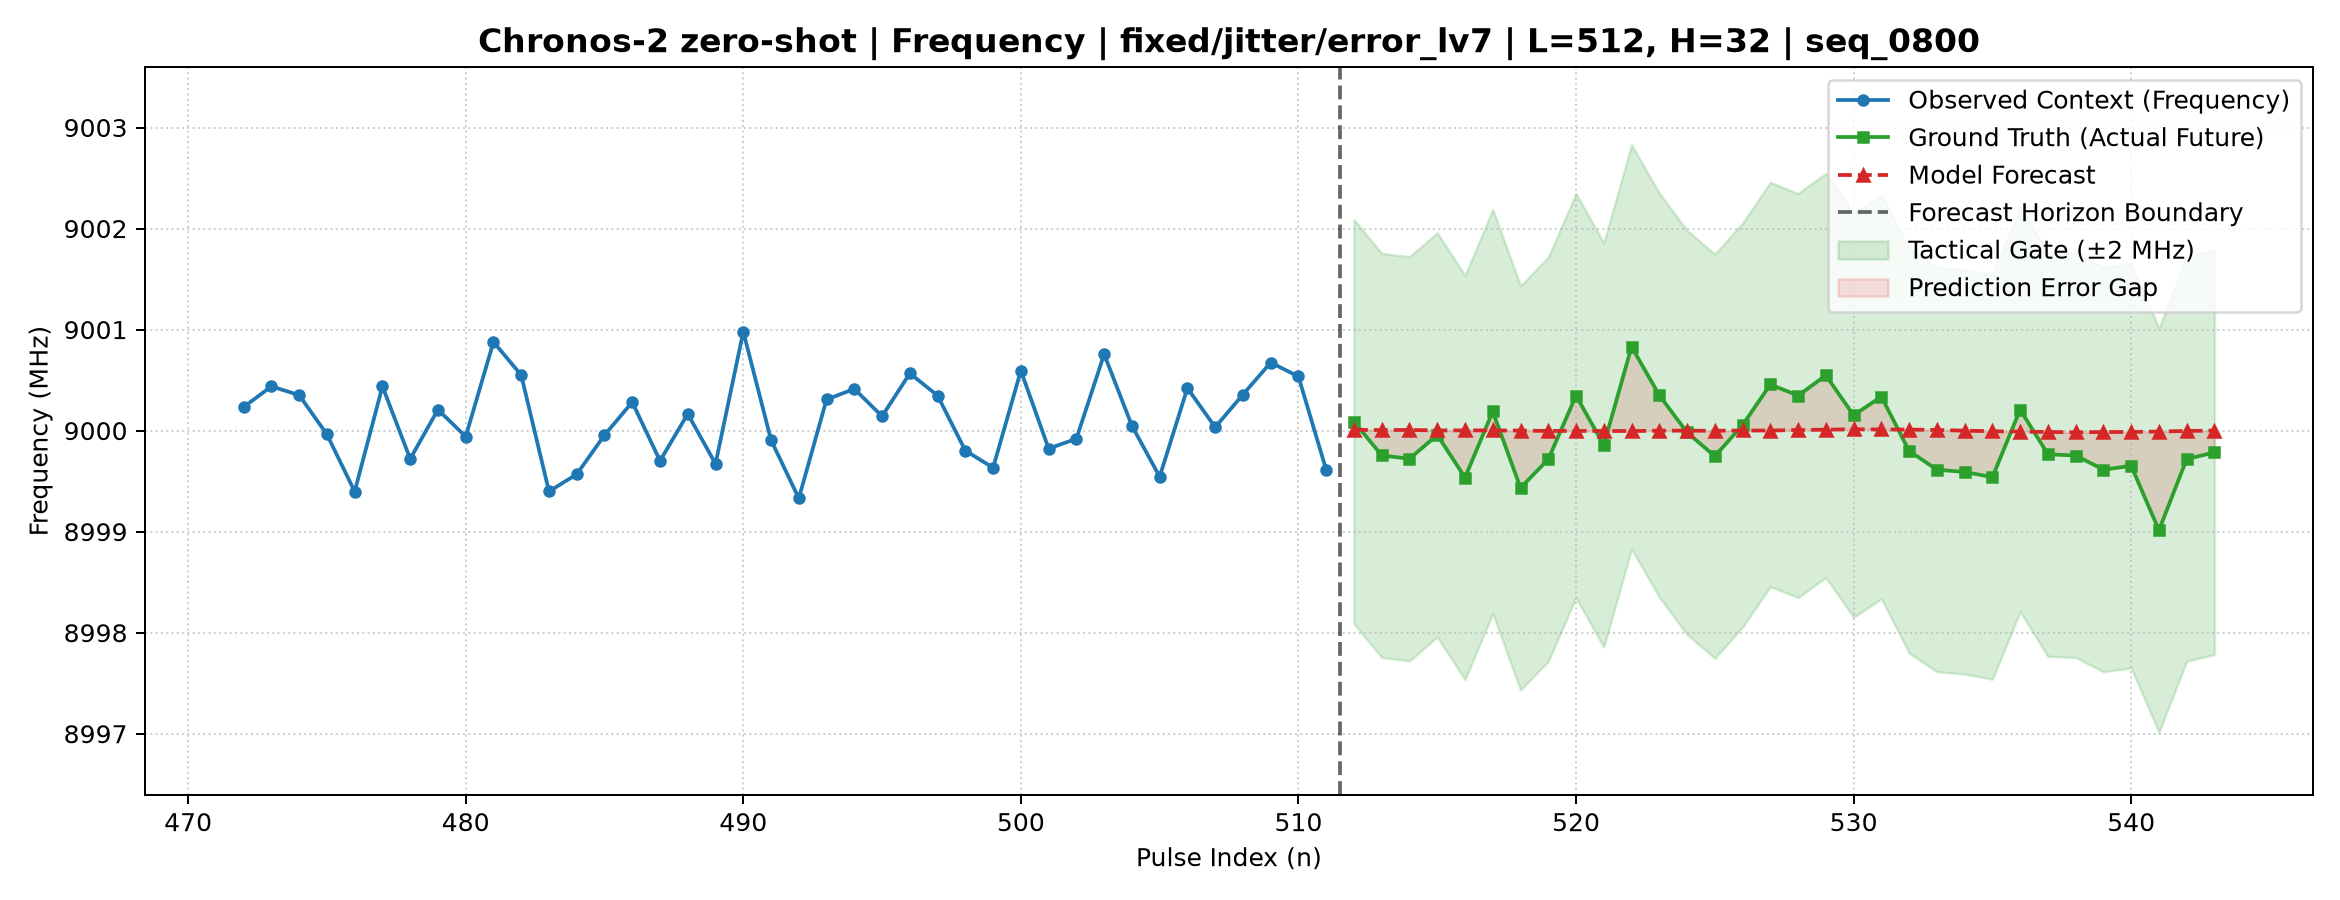 Chronos-2 zero-shot | Frequency | fixed/jitter/error_lv7 | L=512, H=32 | seq_0800
Observed Context (Frequency)
Ground Truth (Actual Future)
Model Forecast
Forecast Horizon Boundary
Tactical Gate (±2 MHz)
Prediction Error Gap
Frequency (MHz)
9003
9002
9001
9000
8999
8998
8997
470 480 490 500 510 520 530 540
Pulse Index (n)